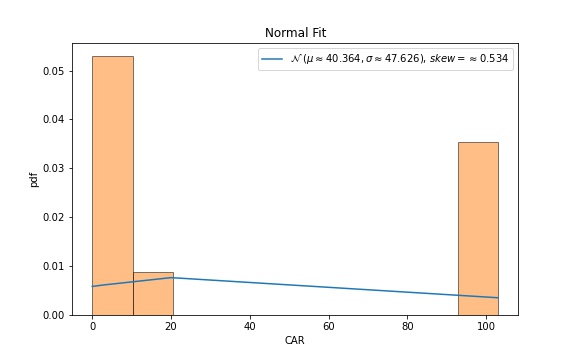 Normal Fit
𝒩(μ ≈ 40.364, σ ≈ 47.626), skew = ≈ 0.534
0.05
0.04
0.03
0.02
0.01
0.00
pdf
0 20 40 60 80 100
CAR